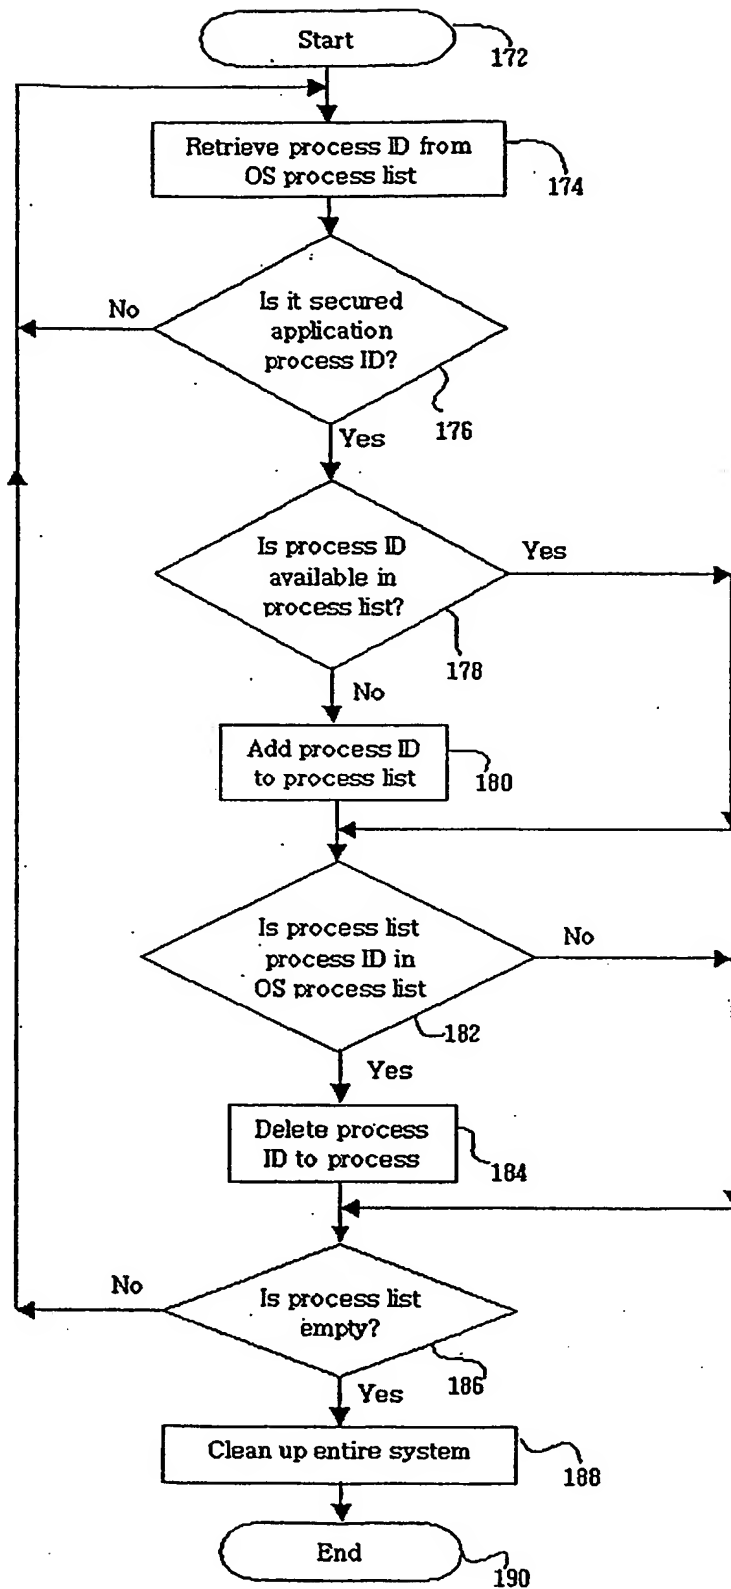 Start
172
Retrieve process ID from
OS process list
174
Is it secured
application
process ID?
No
176
Yes
Is process ID
available in
process list?
Yes
178
No
Add process ID
to process list
180
Is process list
process ID in
OS process list
No
182
Yes
Delete process
ID to process
184
No
Is process list
empty?
186
Yes
Clean up entire system
188
End
190